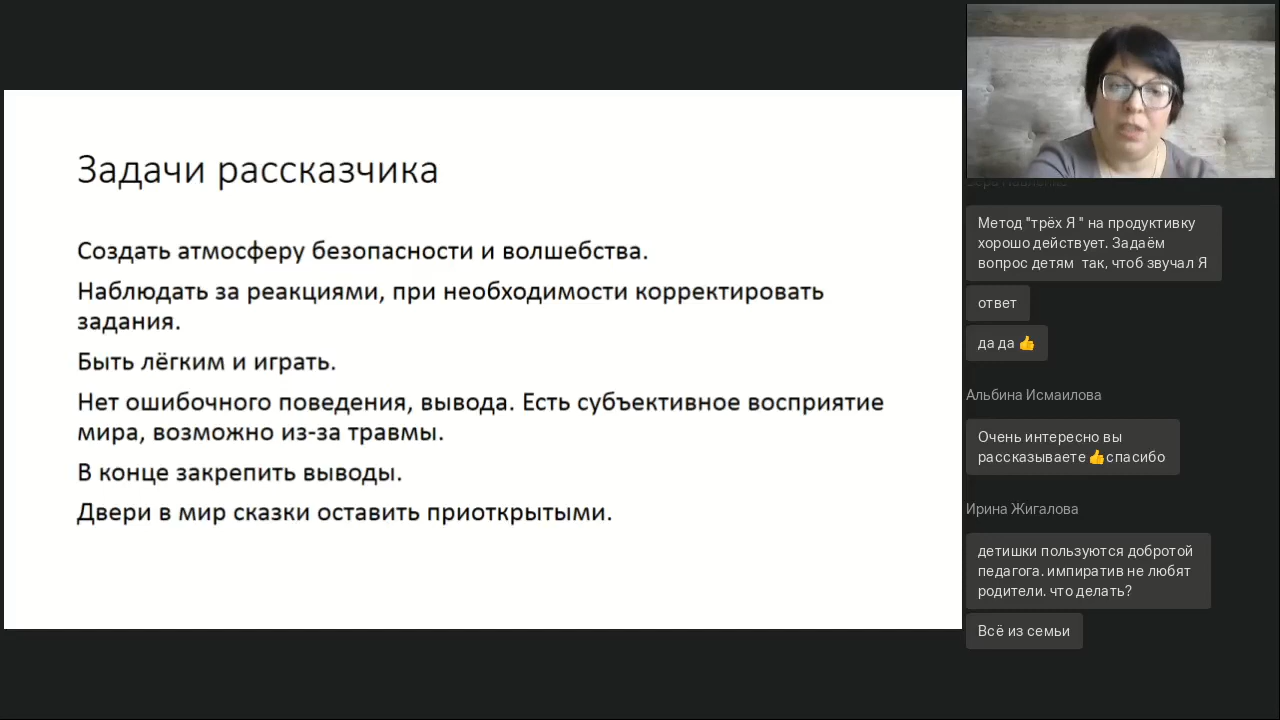 Задачи рассказчика
Создать атмосферу безопасности и волшебства.
Наблюдать за реакциями, при необходимости корректировать
задания.
Быть лёгким и играть.
Нет ошибочного поведения, вывода. Есть субъективное восприятие
мира, возможно из-за травмы.
В конце закрепить выводы.
Двери в мир сказки оставить приоткрытыми.
Метод "трёх Я " на продуктивку
хорошо действует. Задаём
вопрос детям так, чтоб звучал Я
ответ
да да 👍
Альбина Исмаилова
Очень интересно вы
рассказываете 👍спасибо
Ирина Жигалова
детишки пользуются добротой
педагога. импиратив не любят
родители. что делать?
Всё из семьи